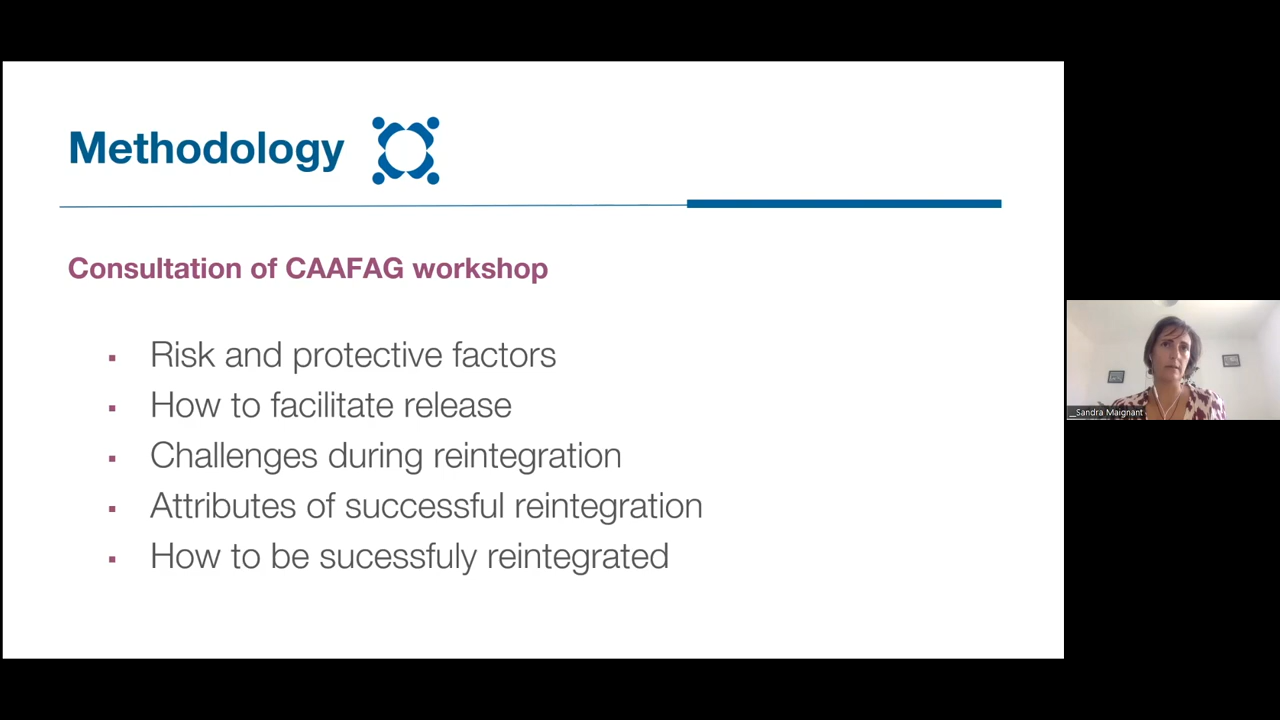 Methodology
Consultation of CAAFAG workshop
▪ Risk and protective factors
▪ How to facilitate release
▪ Challenges during reintegration
▪ Attributes of successful reintegration
▪ How to be sucessfuly reintegrated
__Sandra Maignant